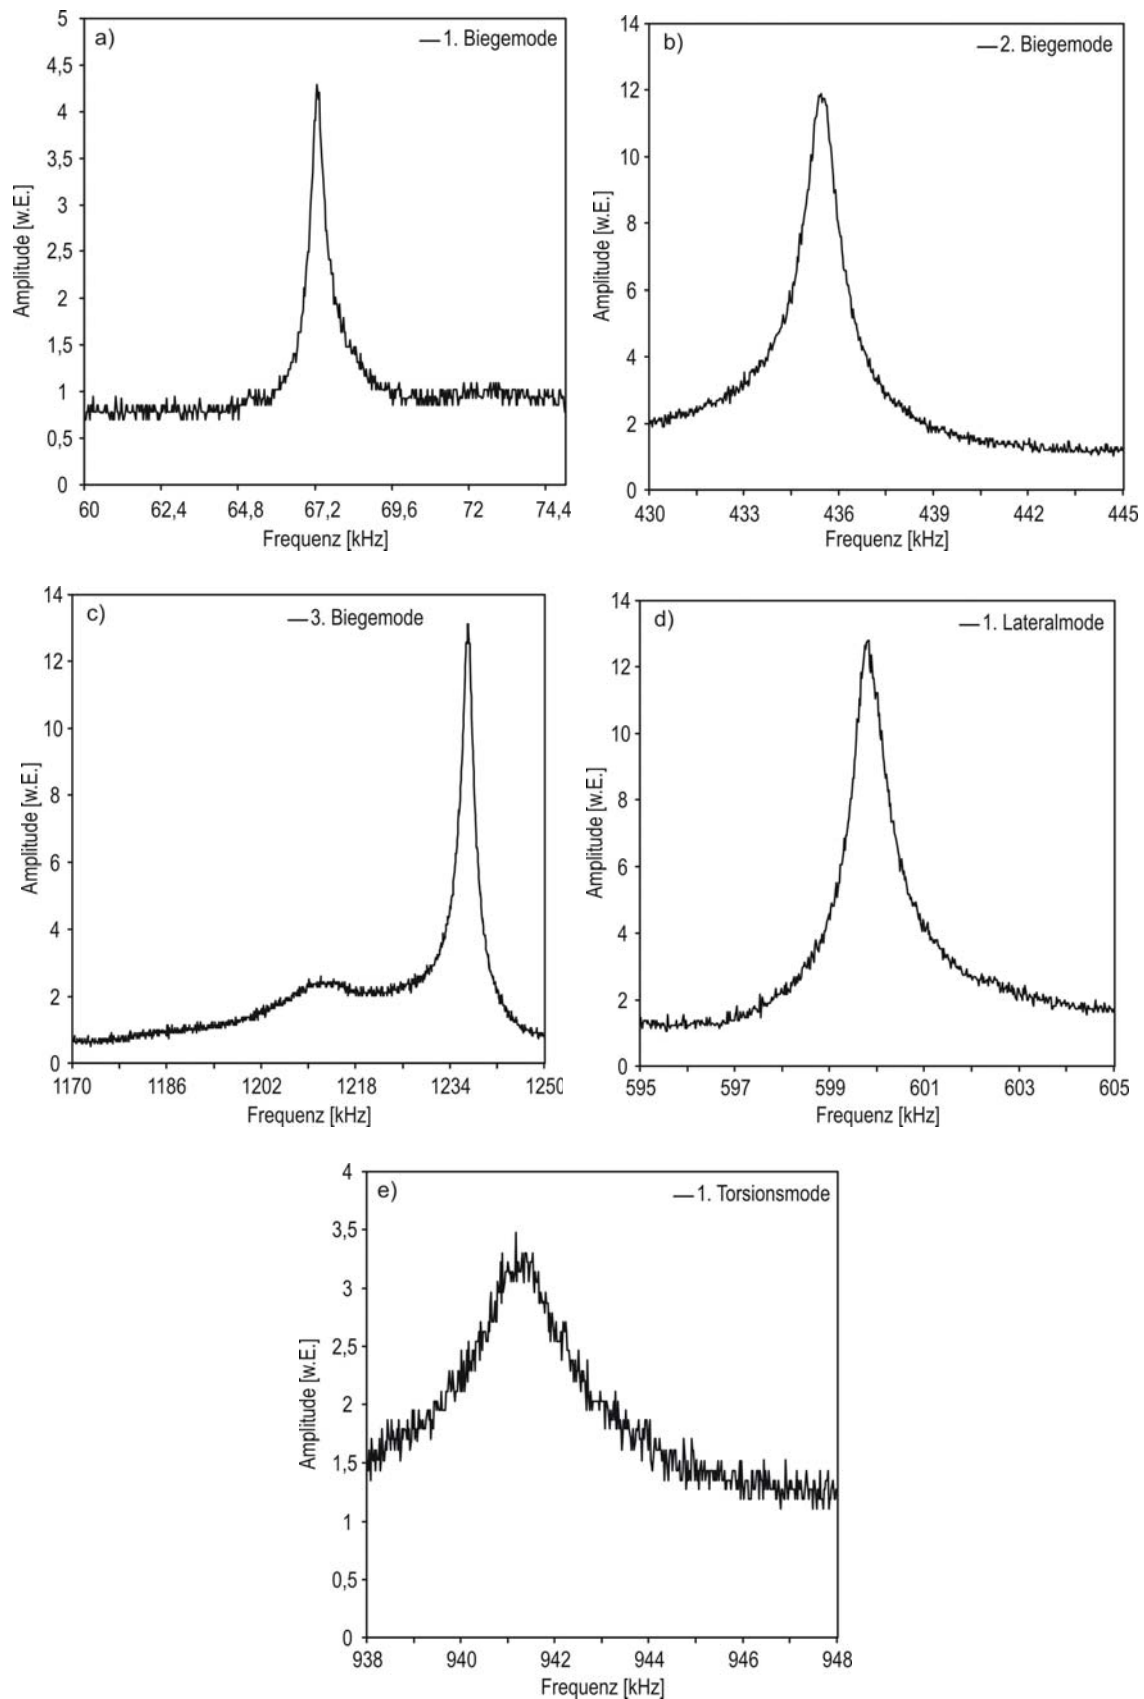 a)
1. Biegemode
5
4,5
4
3,5
3
2,5
2
1,5
1
0,5
0
Amplitude [w.E.]
60 62,4 64,8 67,2 69,6 72 74,4
Frequenz [kHz]
b)
2. Biegemode
14
12
10
8
6
4
2
0
Amplitude [w.E.]
430 433 436 439 442 445
Frequenz [kHz]
c)
3. Biegemode
14
12
10
8
6
4
2
0
Amplitude [w.E.]
1170 1186 1202 1218 1234 1250
Frequenz [kHz]
d)
1. Lateralmode
14
12
10
8
6
4
2
0
Amplitude [w.E.]
595 597 599 601 603 605
Frequenz [kHz]
e)
1. Torsionsmode
4
3,5
3
2,5
2
1,5
1
0,5
0
Amplitude [w.E.]
938 940 942 944 946 948
Frequenz [kHz]